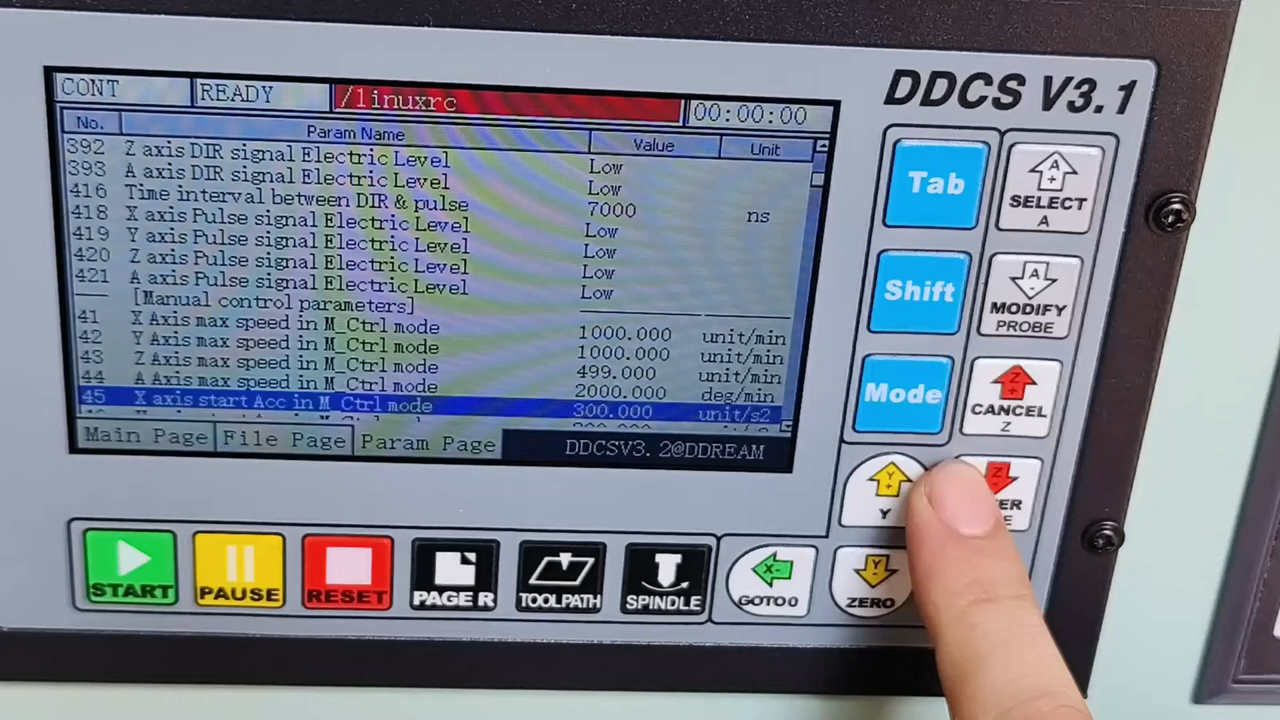 DDCS V3.1
CONT READY /linuxrc 00:00:00
No. Param Name Value Unit
392 Z axis DIR signal Electric Level Low
393 A axis DIR signal Electric Level Low
416 Time interval between DIR & pulse 7000 ns
418 X axis Pulse signal Electric Level Low
419 Y axis Pulse signal Electric Level Low
420 Z axis Pulse signal Electric Level Low
421 A axis Pulse signal Electric Level Low
[Manual control parameters]
41 X Axis max speed in M_Ctrl mode 1000.000 unit/min
42 Y Axis max speed in M_Ctrl mode 1000.000 unit/min
43 Z Axis max speed in M_Ctrl mode 499.000 unit/min
44 A Axis max speed in M_Ctrl mode 2000.000 deg/min
45 X axis start Acc in M_Ctrl mode 300.000 unit/s2
Main Page File Page Param Page DDCSV3.2@DDREAM
Tab
A+
SELECT
A
Shift
A-
MODIFY
PROBE
Mode
Z+
CANCEL
Z
Y+
Y
Z-
START
PAUSE
RESET
PAGE R
TOOLPATH
SPINDLE
X-
GOTO0
Y-
ZERO